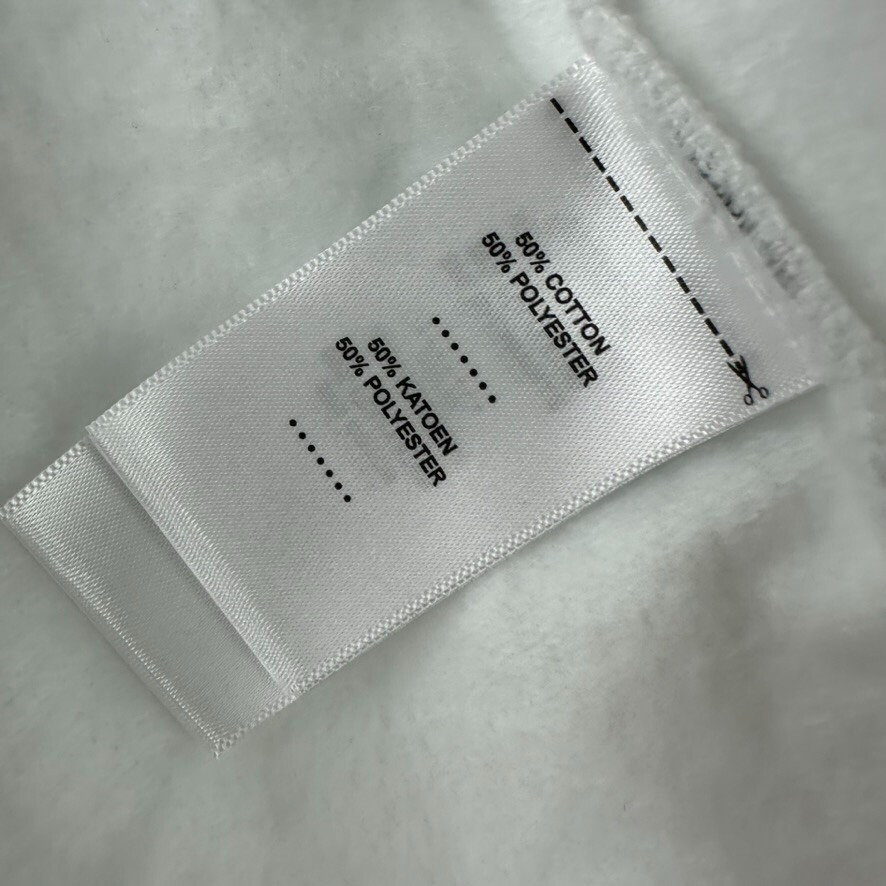 50% COTTON
50% POLYESTER
.......
50% KATOEN
50% POLYESTER
.......